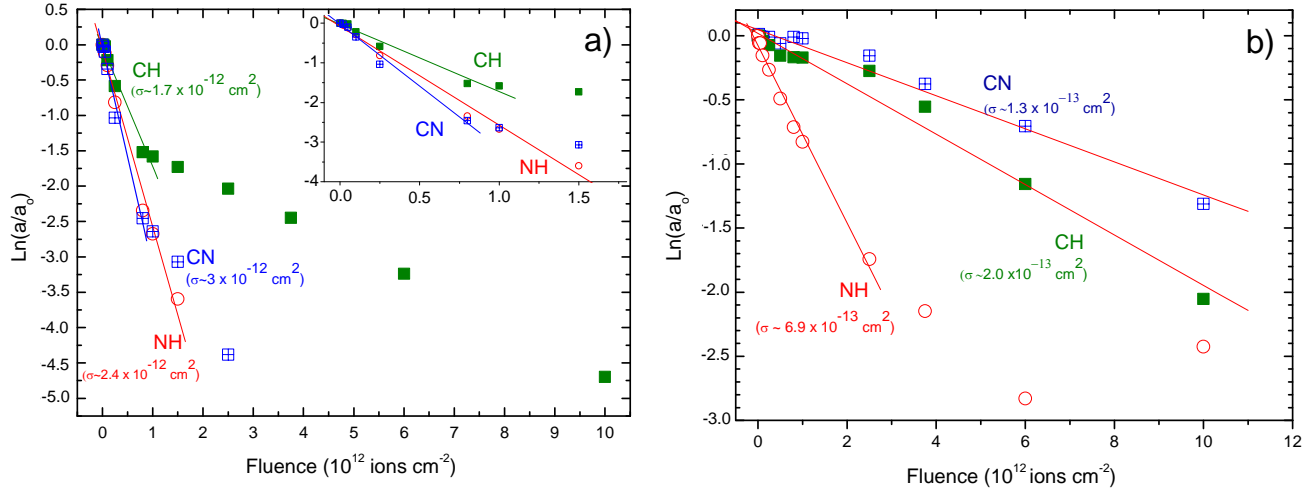 a)
0.5
0.0
-0.5
-1.0
-1.5
-2.0
-2.5
-3.0
-3.5
-4.0
-4.5
-5.0
Ln(a/a₀)
CH
(σ~1.7 x 10⁻¹² cm²)
CN
(σ~3 x 10⁻¹² cm²)
NH
(σ~2.4 x 10⁻¹² cm²)
0
-1
-2
-3
-4
CH
CN
NH
0.0 0.5 1.0 1.5
0 1 2 3 4 5 6 7 8 9 10
Fluence (10¹² ions cm⁻²)
b)
0.0
-0.5
-1.0
-1.5
-2.0
-2.5
-3.0
Ln(a/a₀)
CN
(σ ~ 1.3 x 10⁻¹³ cm²)
CH
(σ ~ 2.0 x10⁻¹³ cm²)
NH
(σ ~ 6.9 x 10⁻¹³ cm²)
0 2 4 6 8 10 12
Fluence (10¹² ions cm⁻²)